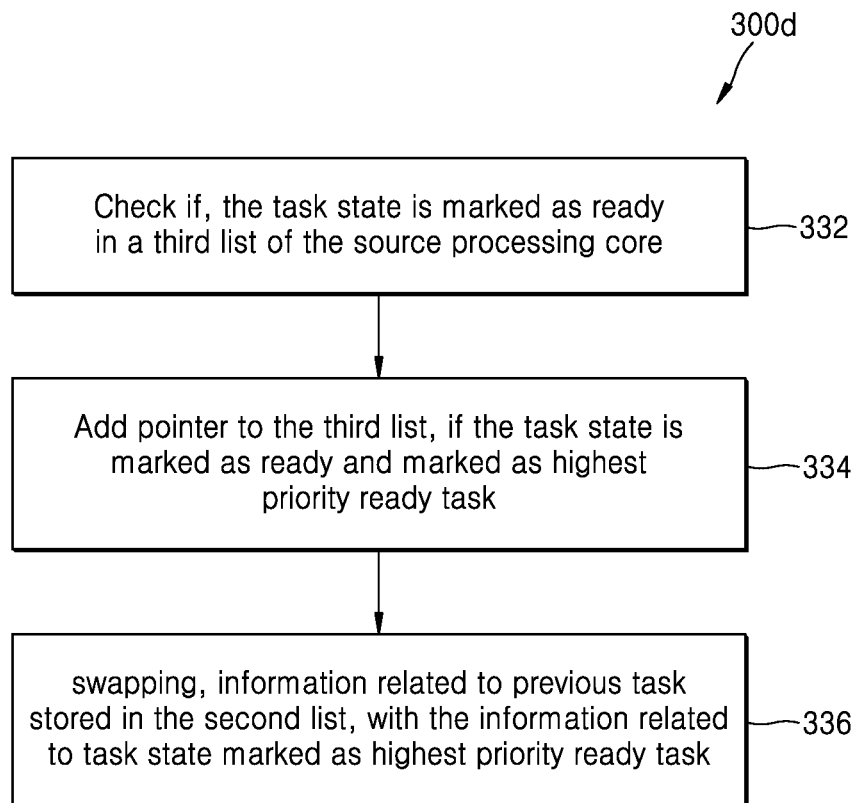 300d
Check if, the task state is marked as ready
in a third list of the source processing core
332
Add pointer to the third list, if the task state is
marked as ready and marked as highest
priority ready task
334
swapping, information related to previous task
stored in the second list, with the information related
to task state marked as highest priority ready task
336